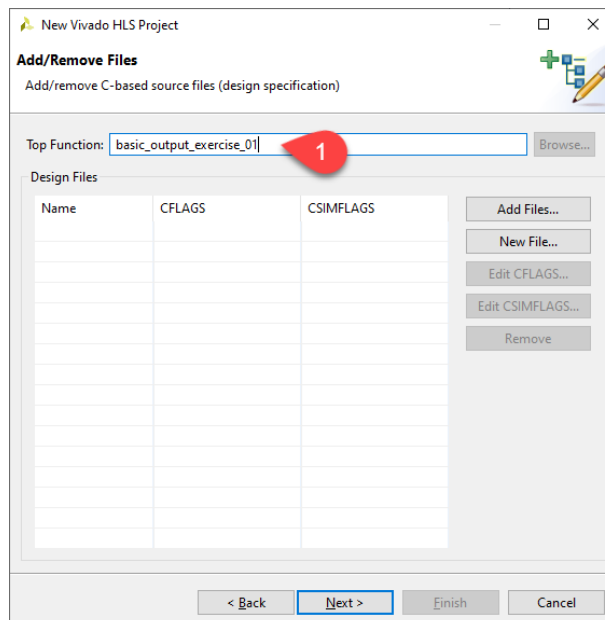 New Vivado HLS Project
Add/Remove Files
Add/remove C-based source files (design specification)
Top Function: basic_output_exercise_01 1 Browse...
Design Files
Name CFLAGS CSIMFLAGS
Add Files...
New File...
Edit CFLAGS...
Edit CSIMFLAGS...
Remove
< Back Next > Finish Cancel